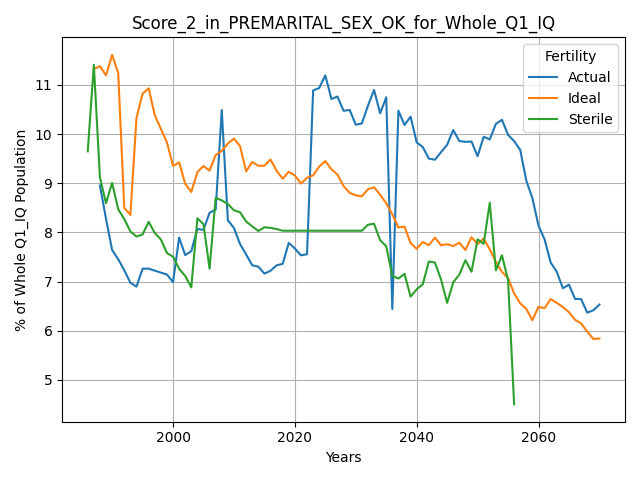 Score_2_in_PREMARITAL_SEX_OK_for_Whole_Q1_IQ
Fertility
Actual
Ideal
Sterile
% of Whole Q1_IQ Population
11
10
9
8
7
6
5
2000 2020 2040 2060
Years